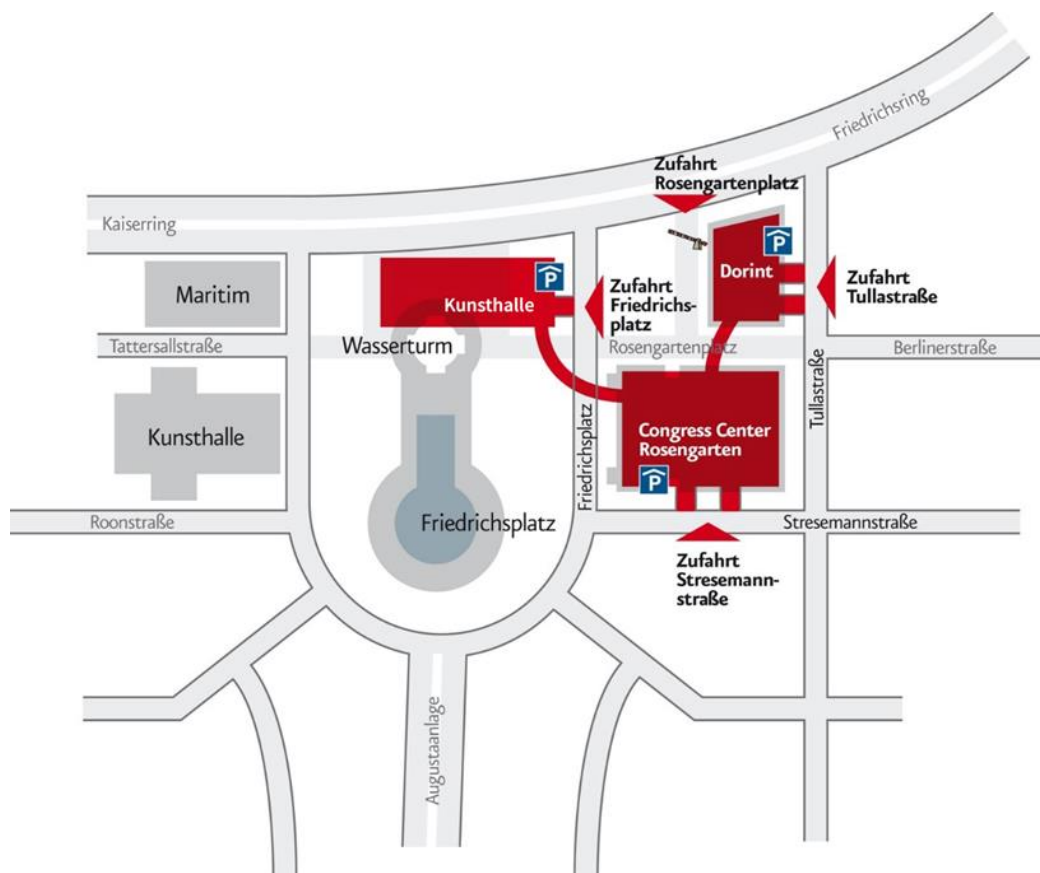 Friedrichsring
Zufahrt
Rosengartenplatz
Kaiserring
P
Dorint
Maritim
P
Kunsthalle
Zufahrt
Friedrichs-
platz
Zufahrt
Tullastraße
Tattersallstraße
Wasserturm
Rosengartenplatz
Berlinerstraße
Tullastraße
Friedrichsplatz
Kunsthalle
Congress Center
Rosengarten
P
Roonstraße
Friedrichsplatz
Stresemannstraße
Zufahrt
Stresemann-
straße
Augustaanlage